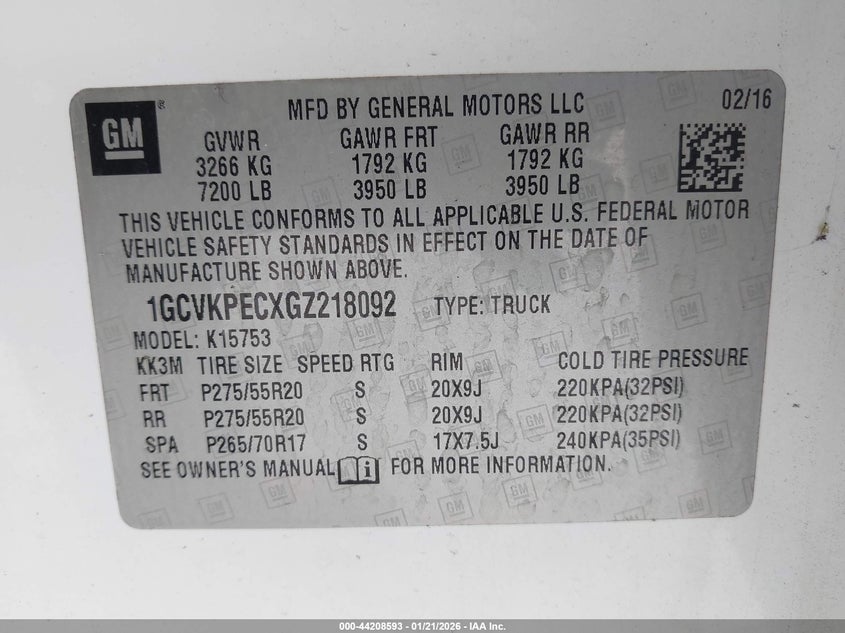 GM
®
MFD BY GENERAL MOTORS LLC 02/16
GVWR GAWR FRT GAWR RR
3266 KG 1792 KG 1792 KG
7200 LB 3950 LB 3950 LB
THIS VEHICLE CONFORMS TO ALL APPLICABLE U.S. FEDERAL MOTOR
VEHICLE SAFETY STANDARDS IN EFFECT ON THE DATE OF
MANUFACTURE SHOWN ABOVE.
1GCVKPECXGZ218092 TYPE: TRUCK
MODEL: K15753
KK3M TIRE SIZE SPEED RTG RIM COLD TIRE PRESSURE
FRT P275/55R20 S 20X9J 220KPA(32PSI)
RR P275/55R20 S 20X9J 220KPA(32PSI)
SPA P265/70R17 S 17X7.5J 240KPA(35PSI)
SEE OWNER'S MANUAL i FOR MORE INFORMATION.
000-44208593 - 01/21/2026 - IAA Inc.